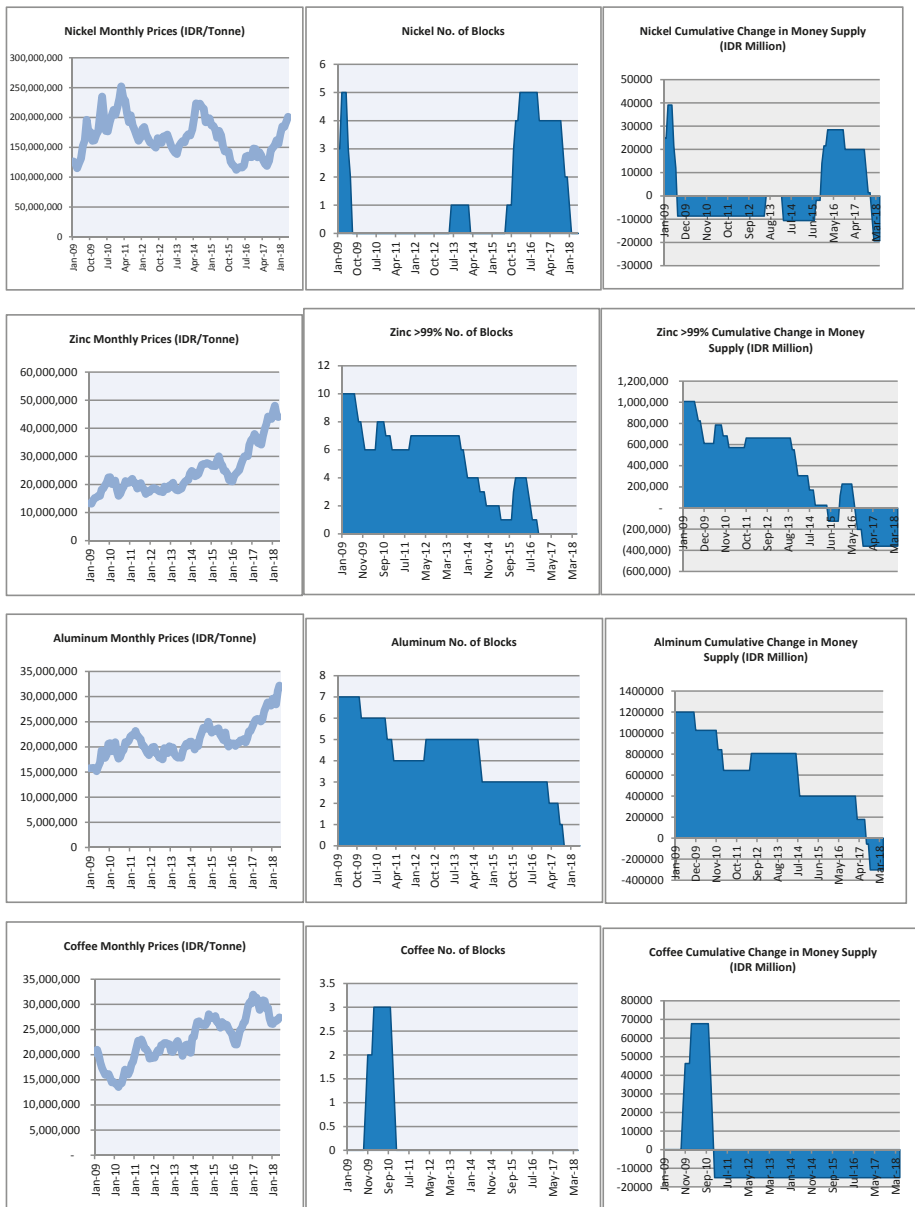 Nickel Monthly Prices (IDR/Tonne)
300,000,000
250,000,000
200,000,000
150,000,000
100,000,000
50,000,000
0
Jan-09
Oct-09
Jul-10
Apr-11
Jan-12
Oct-12
Jul-13
Apr-14
Jan-15
Oct-15
Jul-16
Apr-17
Jan-18
Nickel No. of Blocks
6
5
4
3
2
1
0
Jan-09
Oct-09
Jul-10
Apr-11
Jan-12
Oct-12
Jul-13
Apr-14
Jan-15
Oct-15
Jul-16
Apr-17
Jan-18
Nickel Cumulative Change in Money Supply
(IDR Million)
50000
40000
30000
20000
10000
0
-10000
-20000
-30000
Jan-09
Dec-09
Nov-10
Oct-11
Sep-12
Aug-13
Jul-14
Jun-15
May-16
Apr-17
Mar-18
Zinc Monthly Prices (IDR/Tonne)
60,000,000
50,000,000
40,000,000
30,000,000
20,000,000
10,000,000
0
Jan-09
Jan-10
Jan-11
Jan-12
Jan-13
Jan-14
Jan-15
Jan-16
Jan-17
Jan-18
Zinc >99% No. of Blocks
12
10
8
6
4
2
0
Jan-09
Nov-09
Sep-10
Jul-11
May-12
Mar-13
Jan-14
Nov-14
Sep-15
Jul-16
May-17
Mar-18
Zinc >99% Cumulative Change in Money
Supply (IDR Million)
1,200,000
1,000,000
800,000
600,000
400,000
200,000
-
(200,000)
(400,000)
(600,000)
Jan-09
Dec-09
Nov-10
Oct-11
Sep-12
Aug-13
Jul-14
Jun-15
May-16
Apr-17
Mar-18
Aluminum Monthly Prices (IDR/Tonne)
35,000,000
30,000,000
25,000,000
20,000,000
15,000,000
10,000,000
5,000,000
0
Jan-09
Jan-10
Jan-11
Jan-12
Jan-13
Jan-14
Jan-15
Jan-16
Jan-17
Jan-18
Aluminum No. of Blocks
8
7
6
5
4
3
2
1
0
Jan-09
Oct-09
Jul-10
Apr-11
Jan-12
Oct-12
Jul-13
Apr-14
Jan-15
Oct-15
Jul-16
Apr-17
Jan-18
Alminum Cumulative Change in Money
Supply (IDR Million)
1400000
1200000
1000000
800000
600000
400000
200000
0
-200000
-400000
Jan-09
Dec-09
Nov-10
Oct-11
Sep-12
Aug-13
Jul-14
Jun-15
May-16
Apr-17
Mar-18
Coffee Monthly Prices (IDR/Tonne)
35,000,000
30,000,000
25,000,000
20,000,000
15,000,000
10,000,000
5,000,000
-
Jan-09
Jan-10
Jan-11
Jan-12
Jan-13
Jan-14
Jan-15
Jan-16
Jan-17
Jan-18
Coffee No. of Blocks
3.5
3
2.5
2
1.5
1
0.5
0
Jan-09
Nov-09
Sep-10
Jul-11
May-12
Mar-13
Jan-14
Nov-14
Sep-15
Jul-16
May-17
Mar-18
Coffee Cumulative Change in Money Supply
(IDR Million)
80000
70000
60000
50000
40000
30000
20000
10000
0
-10000
-20000
Jan-09
Nov-09
Sep-10
Jul-11
May-12
Mar-13
Jan-14
Nov-14
Sep-15
Jul-16
May-17
Mar-18